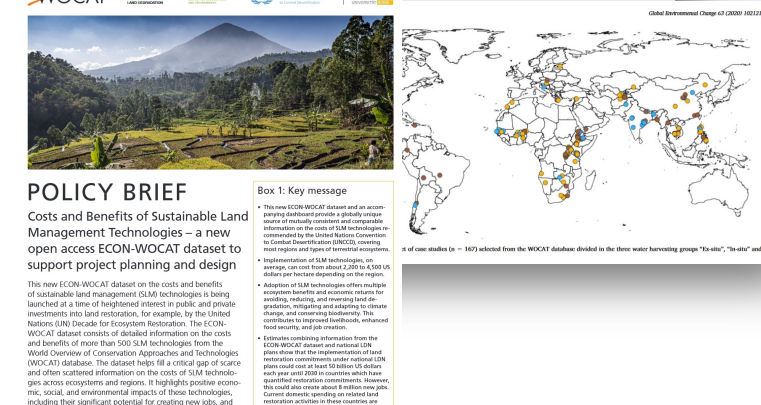 WOCAT
Global Environmental Change 63 (2020) 102121
POLICY BRIEF
Costs and Benefits of Sustainable Land
Management Technologies – a new
open access ECON-WOCAT dataset to
support project planning and design
This new ECON-WOCAT dataset on the costs and benefits
of sustainable land management (SLM) technologies is being
launched at a time of heightened interest in public and private
investments into land restoration, for example, by the United
Nations (UN) Decade for Ecosystem Restoration. The ECON-
WOCAT dataset consists of detailed information on the costs
and benefits of more than 500 SLM technologies from the
World Overview of Conservation Approaches and Technologies
(WOCAT) database. The dataset helps fill a critical gap of scarce
and often scattered information on the costs of SLM technolo-
gies across ecosystems and regions. It highlights positive econo-
mic, social, and environmental impacts of these technologies,
including their significant potential for creating new jobs, and
Box 1: Key message
• This new ECON-WOCAT dataset and an accom-
panying dashboard provide a globally unique
source of mutually consistent and comparable
information on the costs of SLM technologies re-
commended by the United Nations Convention
to Combat Desertification (UNCCD), covering
most regions and types of terrestrial ecosystems.
• Implementation of SLM technologies, on
average, can cost from about 2,200 to 4,500 US
dollars per hectare depending on the region.
• Adoption of SLM technologies offers multiple
ecosystem benefits and economic returns for
avoiding, reducing, and reversing land de-
gradation, mitigating and adapting to climate
change, and conserving biodiversity. This
contributes to improved livelihoods, enhanced
food security, and job creation.
• Estimates combining information from the
ECON-WOCAT dataset and national LDN
plans show that the implementation of land
restoration commitments under national LDN
plans could cost at least 50 billion US dollars
each year until 2030 in countries which have
quantified restoration commitments. However,
this could also create about 8 million new jobs.
Current domestic spending on related land
restoration activities in these countries are
of case studies (n = 167) selected from the WOCAT database divided in the three water harvesting groups "Ex-situ", "In-situ" and